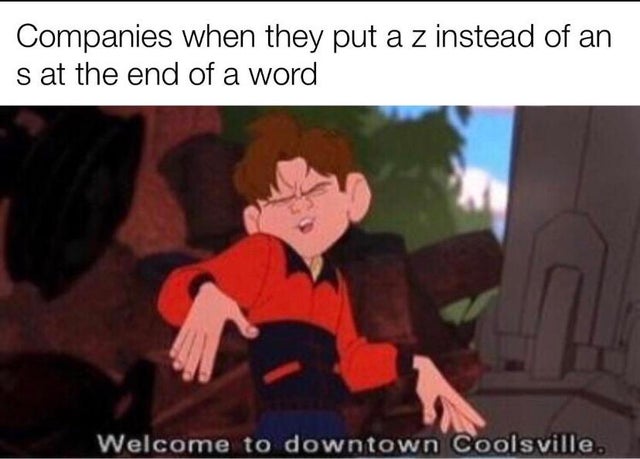 Companies when they put a z instead of an
s at the end of a word
Welcome to downtown Coolsville.